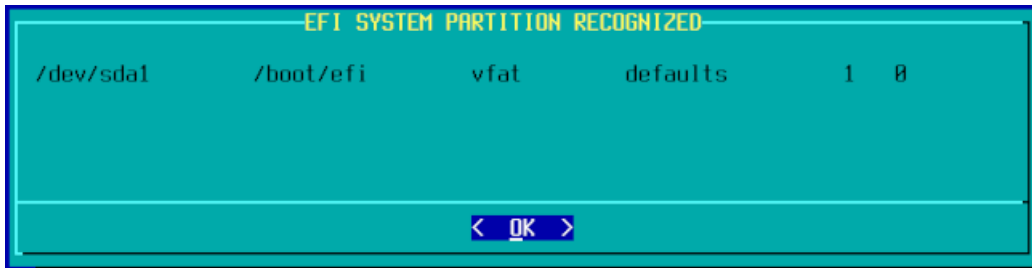 EFI SYSTEM PARTITION RECOGNIZED
/dev/sda1 /boot/efi vfat defaults 1 0
< OK >